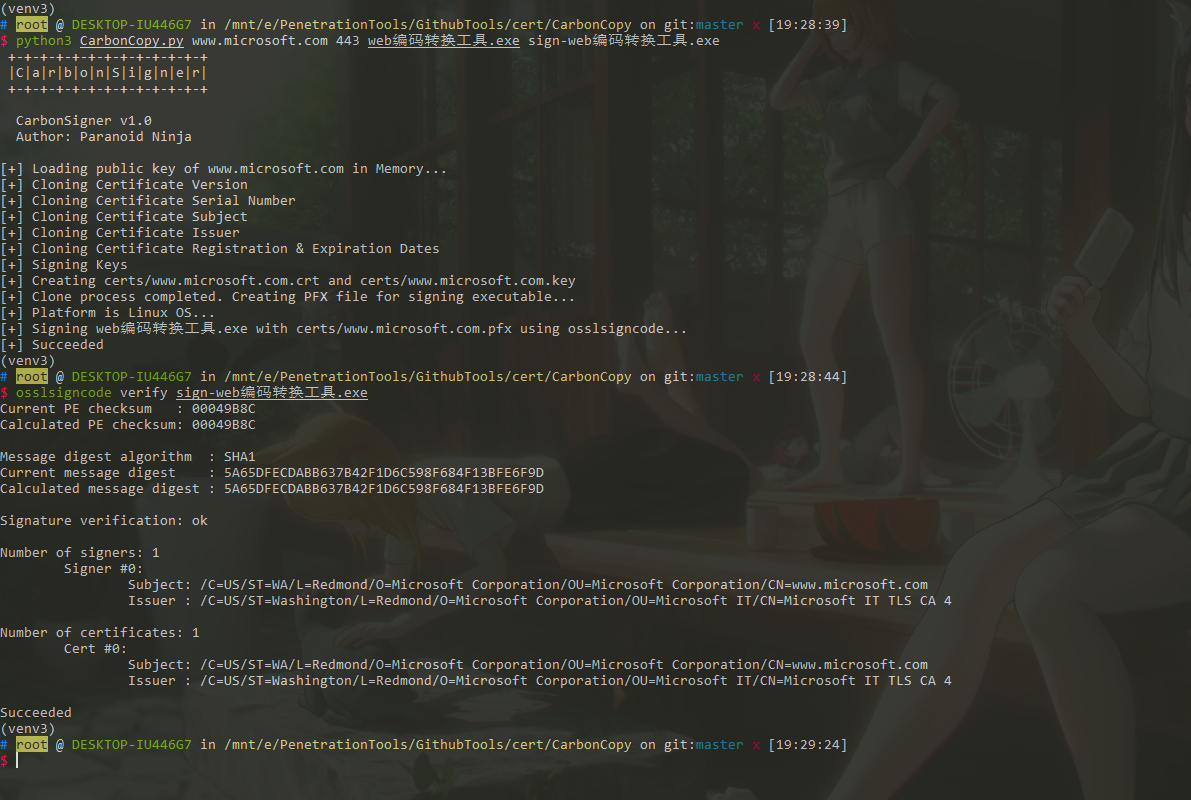 (venv3)
# root @ DESKTOP-IU446G7 in /mnt/e/PenetrationTools/GithubTools/cert/CarbonCopy on git:master x [19:28:39]
$ python3 CarbonCopy.py www.microsoft.com 443 web编码转换工具.exe sign-web编码转换工具.exe
+-+-+-+-+-+-+-+-+-+-+-+-+
|C|a|r|b|o|n|S|i|g|n|e|r|
+-+-+-+-+-+-+-+-+-+-+-+-+
CarbonSigner v1.0
Author: Paranoid Ninja
[+] Loading public key of www.microsoft.com in Memory...
[+] Cloning Certificate Version
[+] Cloning Certificate Serial Number
[+] Cloning Certificate Subject
[+] Cloning Certificate Issuer
[+] Cloning Certificate Registration & Expiration Dates
[+] Signing Keys
[+] Creating certs/www.microsoft.com.crt and certs/www.microsoft.com.key
[+] Clone process completed. Creating PFX file for signing executable...
[+] Platform is Linux OS...
[+] Signing web编码转换工具.exe with certs/www.microsoft.com.pfx using osslsigncode...
[+] Succeeded
(venv3)
# root @ DESKTOP-IU446G7 in /mnt/e/PenetrationTools/GithubTools/cert/CarbonCopy on git:master x [19:28:44]
$ osslsigncode verify sign-web编码转换工具.exe
Current PE checksum   : 00049B8C
Calculated PE checksum: 00049B8C
Message digest algorithm  : SHA1
Current message digest    : 5A65DFECDABB637B42F1D6C598F684F13BFE6F9D
Calculated message digest : 5A65DFECDABB637B42F1D6C598F684F13BFE6F9D
Signature verification: ok
Number of signers: 1
Signer #0:
Subject: /C=US/ST=WA/L=Redmond/O=Microsoft Corporation/OU=Microsoft Corporation/CN=www.microsoft.com
Issuer : /C=US/ST=Washington/L=Redmond/O=Microsoft Corporation/OU=Microsoft IT/CN=Microsoft IT TLS CA 4
Number of certificates: 1
Cert #0:
Subject: /C=US/ST=WA/L=Redmond/O=Microsoft Corporation/OU=Microsoft Corporation/CN=www.microsoft.com
Issuer : /C=US/ST=Washington/L=Redmond/O=Microsoft Corporation/OU=Microsoft IT/CN=Microsoft IT TLS CA 4
Succeeded
(venv3)
# root @ DESKTOP-IU446G7 in /mnt/e/PenetrationTools/GithubTools/cert/CarbonCopy on git:master x [19:29:24]
$